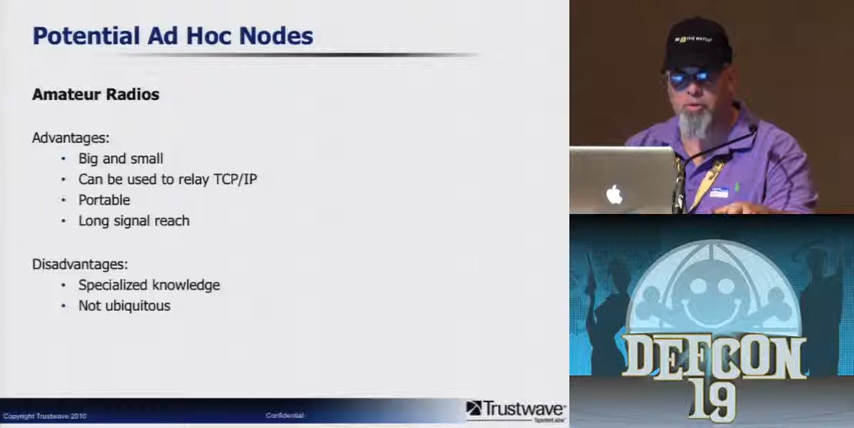 Potential Ad Hoc Nodes
Amateur Radios
Advantages:
• Big and small
• Can be used to relay TCP/IP
• Portable
• Long signal reach
Disadvantages:
• Specialized knowledge
• Not ubiquitous
Copyright Trustwave 2010
Confidential
Trustwave
SpiderLabs
DEFCON
19